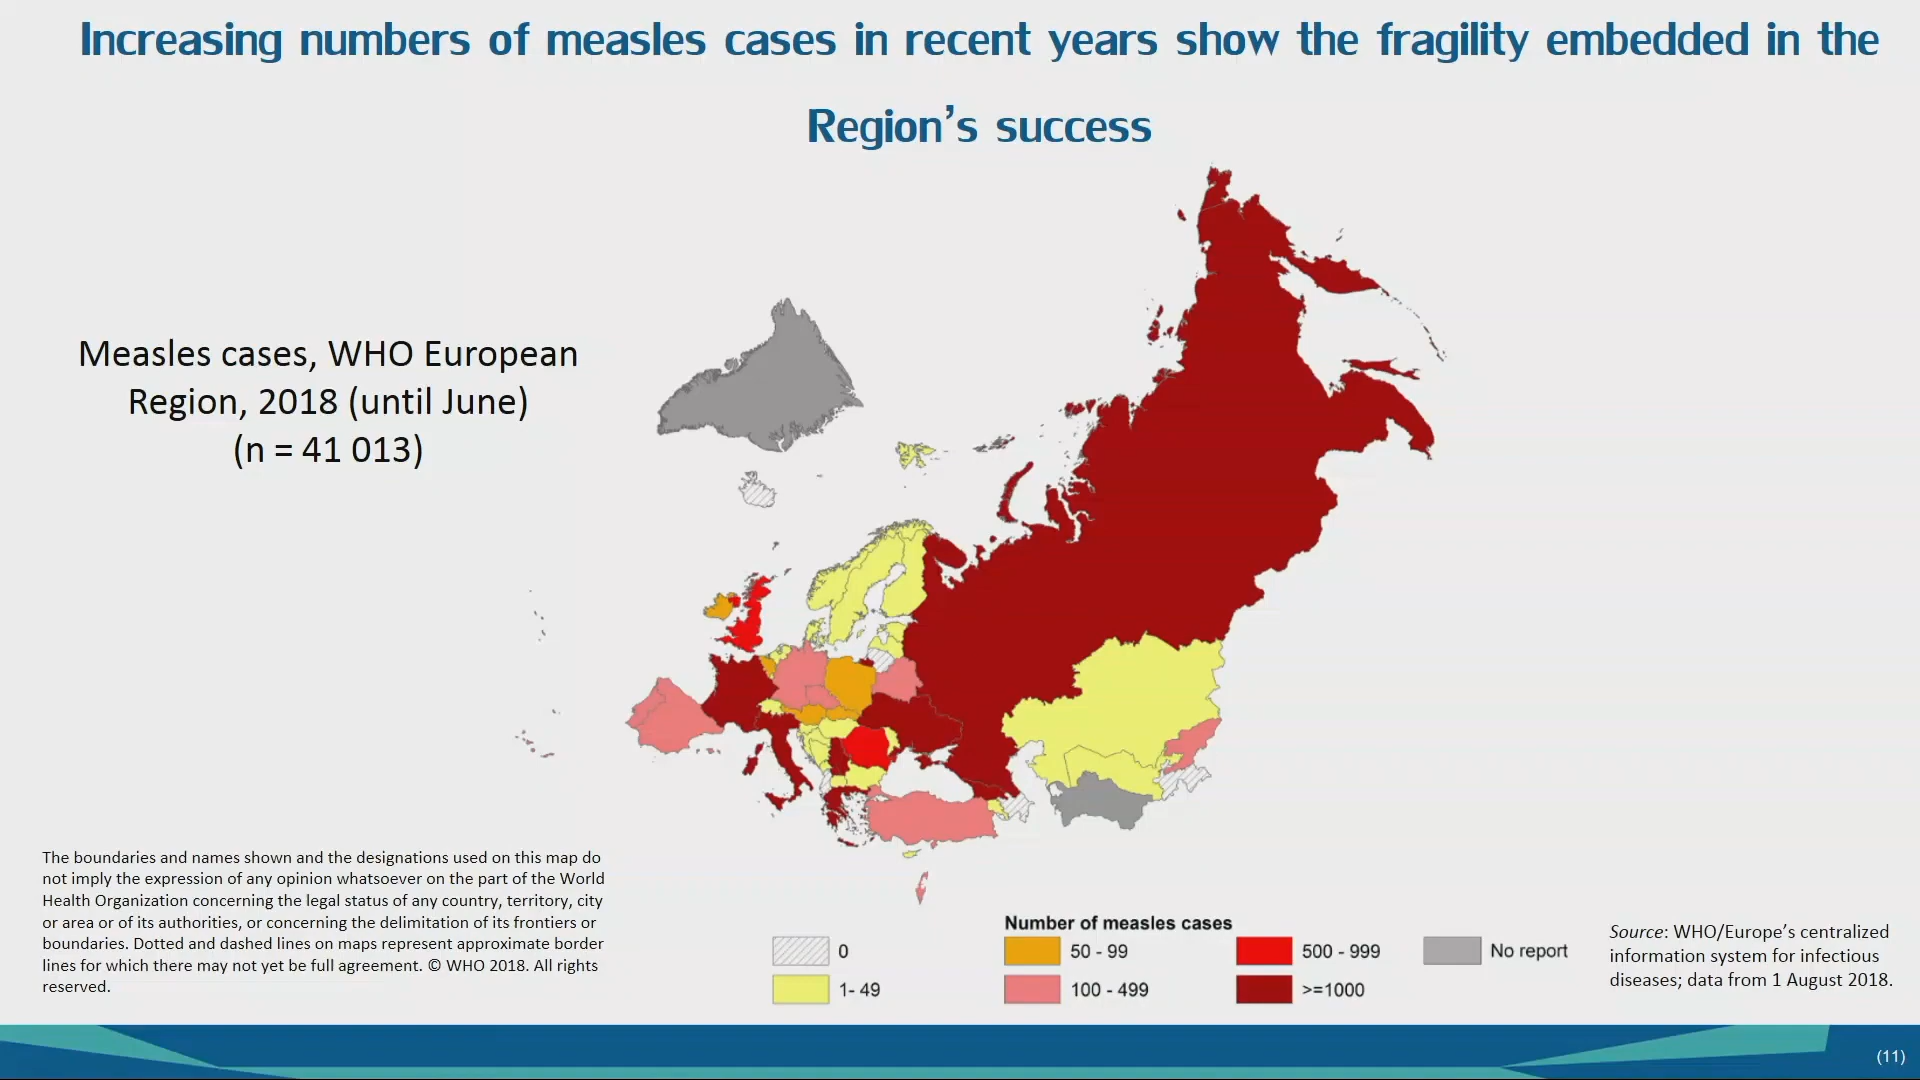 Increasing numbers of measles cases in recent years show the fragility embedded in the
Region’s success
Measles cases, WHO European
Region, 2018 (until June)
(n = 41 013)
The boundaries and names shown and the designations used on this map do
not imply the expression of any opinion whatsoever on the part of the World
Health Organization concerning the legal status of any country, territory, city
or area or of its authorities, or concerning the delimitation of its frontiers or
boundaries. Dotted and dashed lines on maps represent approximate border
lines for which there may not yet be full agreement. © WHO 2018. All rights
reserved.
Number of measles cases
0
50 - 99
500 - 999
No report
1- 49
100 - 499
>=1000
Source: WHO/Europe’s centralized
information system for infectious
diseases; data from 1 August 2018.
(11)